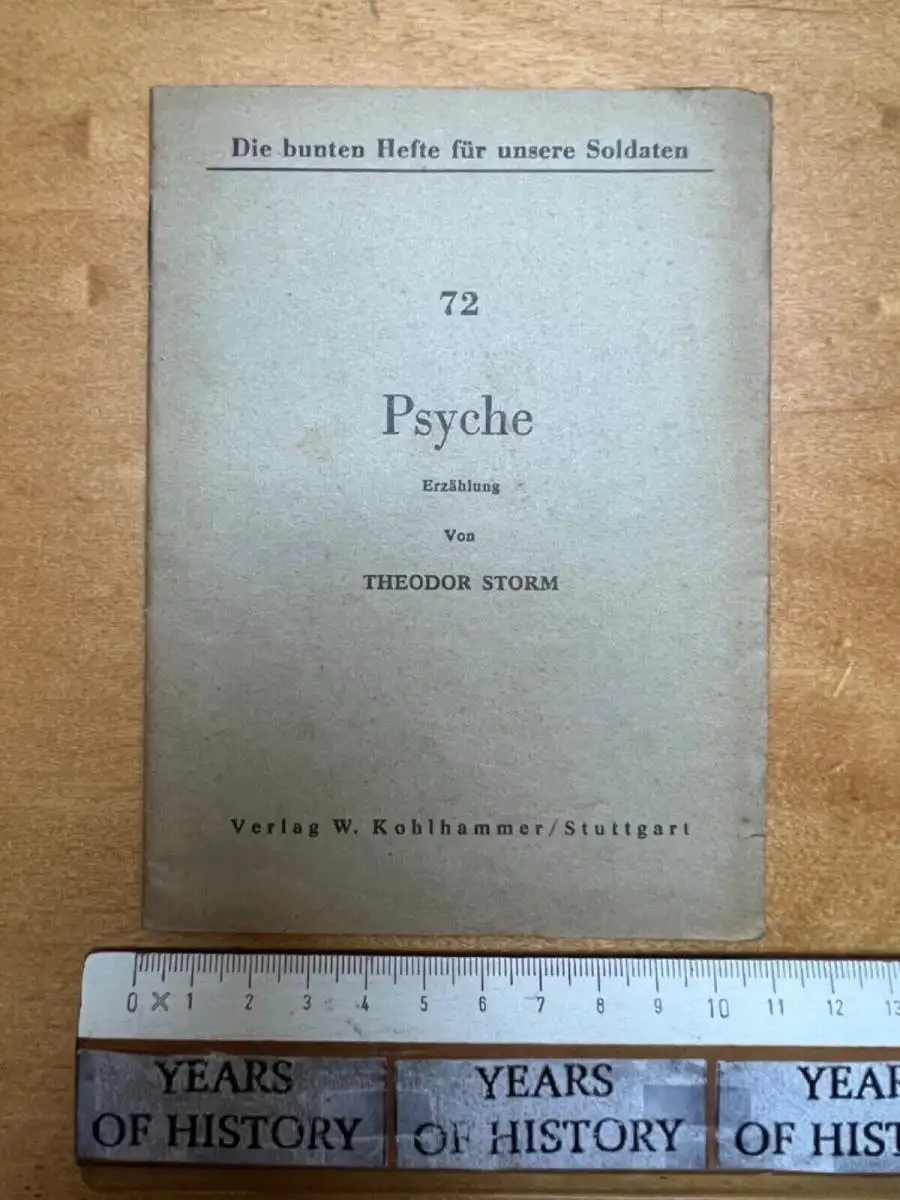 Die bunten Hefte für unsere Soldaten
72
Psyche
Erzählung
Von
THEODOR STORM
Verlag W. Kohlhammer/Stuttgart
0 X 1 2 3 4 5 6 7 8 9 10 11 12 13
YEARS YEARS YEAR
OF HISTORY OF HISTORY OF HIST